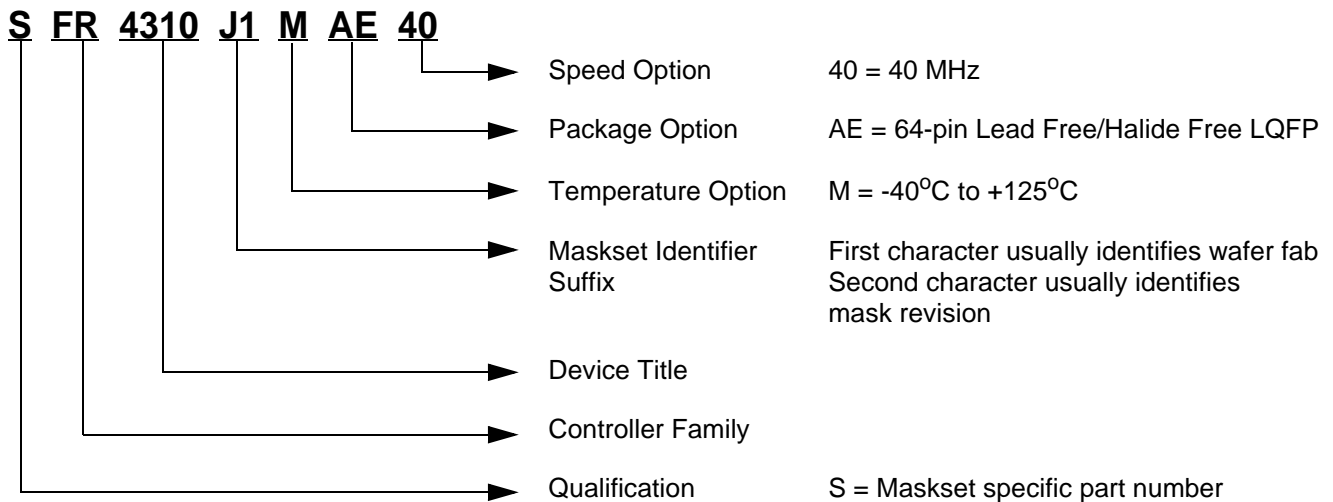 S FR 4310 J1 M AE 40
Speed Option 40 = 40 MHz
Package Option AE = 64-pin Lead Free/Halide Free LQFP
Temperature Option M = -40°C to +125°C
Maskset Identifier First character usually identifies wafer fab
Suffix Second character usually identifies
mask revision
Device Title
Controller Family
Qualification S = Maskset specific part number